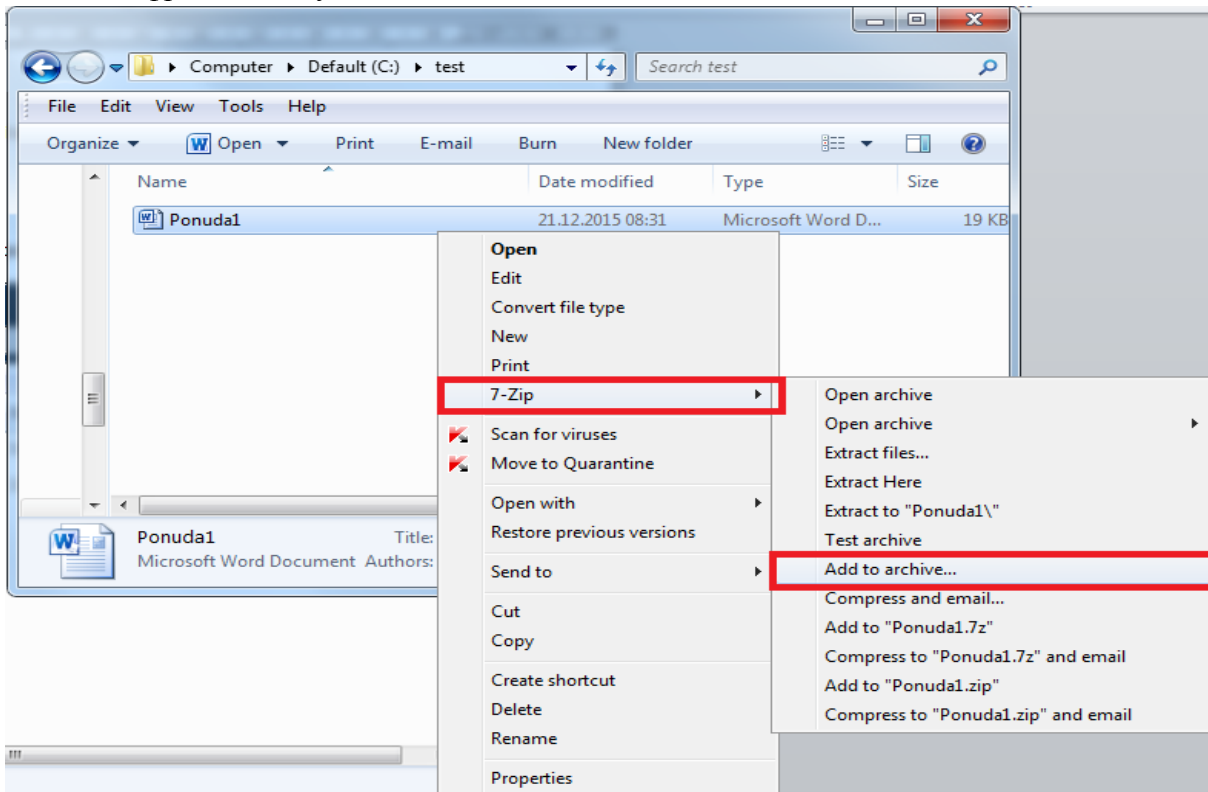 Computer ▸ Default (C:) ▸ test
Search test
File Edit View Tools Help
Organize Open Print E-mail Burn New folder
Name Date modified Type Size
Ponuda1 21.12.2015 08:31 Microsoft Word D... 19 KB
Open
Edit
Convert file type
New
Print
7-Zip
Scan for viruses
Move to Quarantine
Open with
Restore previous versions
Send to
Cut
Copy
Create shortcut
Delete
Rename
Properties
Open archive
Open archive
Extract files...
Extract Here
Extract to "Ponuda1\"
Test archive
Add to archive...
Compress and email...
Add to "Ponuda1.7z"
Compress to "Ponuda1.7z" and email
Add to "Ponuda1.zip"
Compress to "Ponuda1.zip" and email
Ponuda1 Title:
Microsoft Word Document Authors: